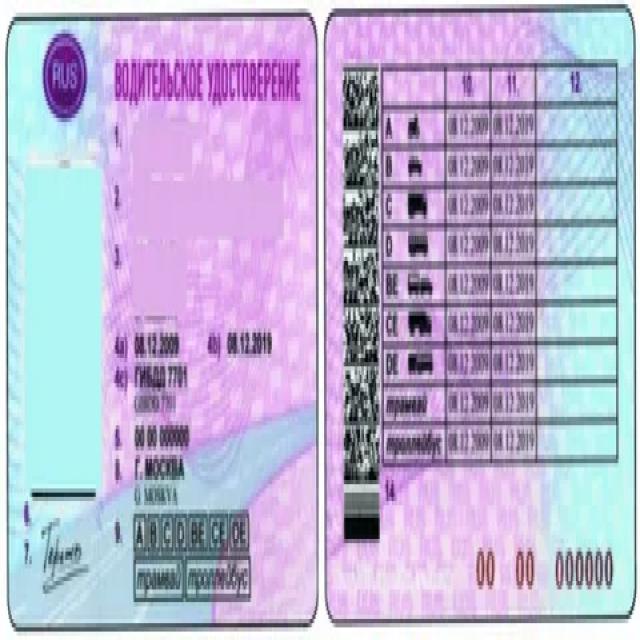 RUS
ВОДИТЕЛЬСКОЕ УДОСТОВЕРЕНИЕ
1.
2.
3.
4a) 08.12.2009 4b) 08.12.2019
4c) ГИБДД 7701
GIBDD 7701
5. 00 00 000000
8. Г. МОСКВА
G. MOSKVA
6.
7.
9. A B C D BE CE DE
трамвай троллейбус
10. 11. 12.
A 08.12.2009 08.12.2019
B 08.12.2009 08.12.2019
C 08.12.2009 08.12.2019
D 08.12.2009 08.12.2019
BE 08.12.2009 08.12.2019
CE 08.12.2009 08.12.2019
DE 08.12.2009 08.12.2019
трамвай 08.12.2009 08.12.2019
троллейбус 08.12.2009 08.12.2019
14.
00 00 000000